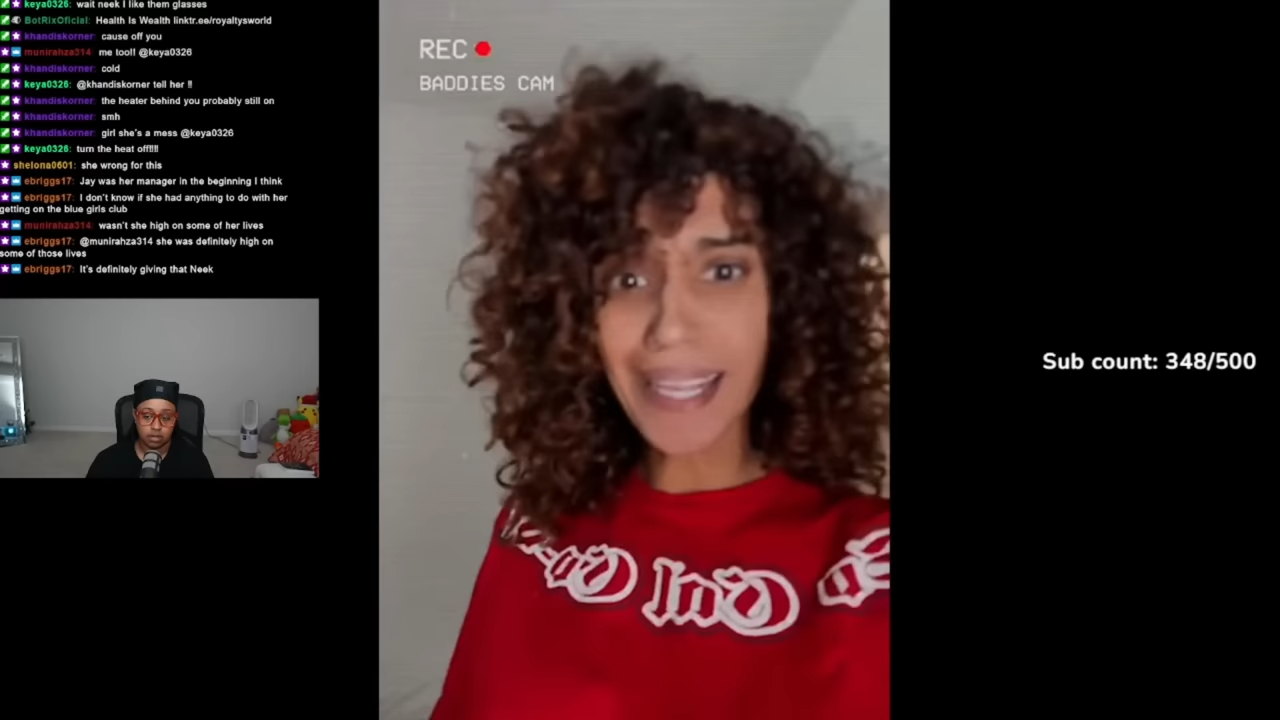 keya0326: wait neek I like them glasses
BotRixOficial: Health Is Wealth linktr.ee/royaltysworld
khandiskorner: cause off you
munirahza314: me too!! @keya0326
khandiskorner: cold
keya0326: @khandiskorner tell her !!
khandiskorner: the heater behind you probably still on
khandiskorner: smh
khandiskorner: girl she's a mess @keya0326
keya0326: turn the heat off!!!!
shelona0601: she wrong for this
ebriggs17: Jay was her manager in the beginning I think
ebriggs17: I don't know if she had anything to do with her
getting on the blue girls club
munirahza314: wasn't she high on some of her lives
ebriggs17: @munirahza314 she was definitely high on
some of those lives
ebriggs17: It's definitely giving that Neek
REC
BADDIES CAM
Sub count: 348/500